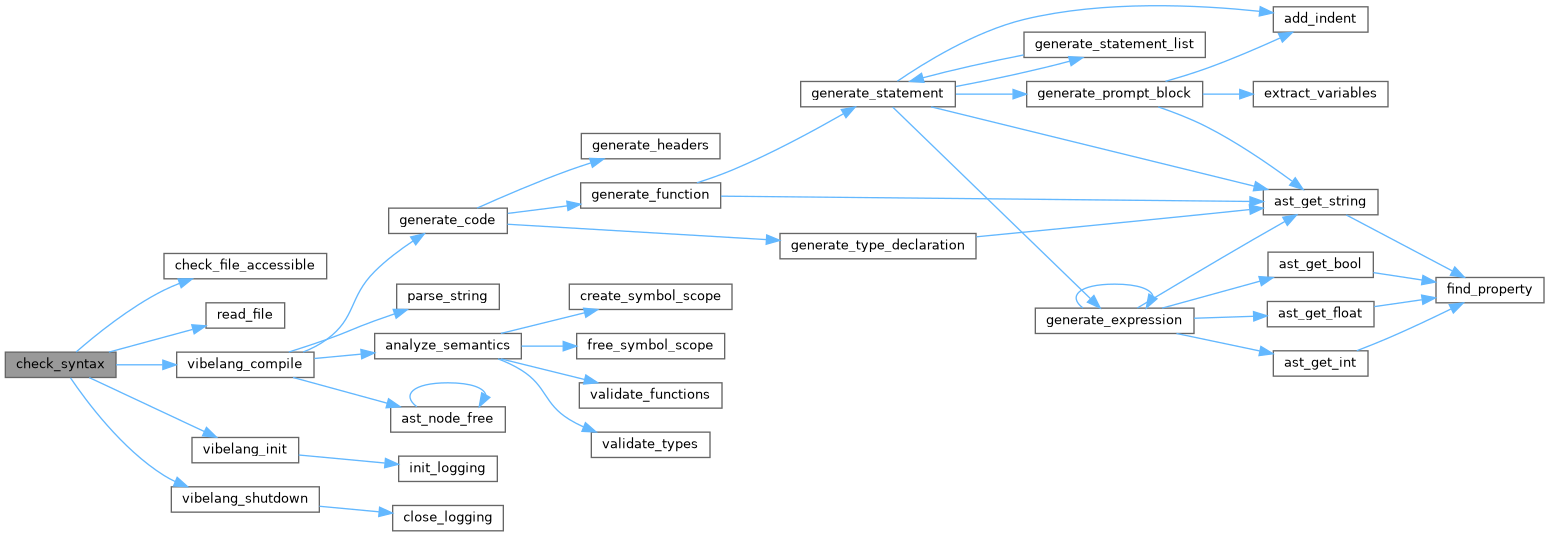 check_syntax
check_file_accessible
read_file
vibelang_compile
vibelang_init
vibelang_shutdown
generate_code
parse_string
analyze_semantics
ast_node_free
init_logging
close_logging
generate_headers
generate_function
generate_type_declaration
create_symbol_scope
free_symbol_scope
validate_functions
validate_types
generate_statement
generate_statement_list
generate_prompt_block
generate_expression
add_indent
extract_variables
ast_get_string
ast_get_bool
ast_get_float
ast_get_int
find_property